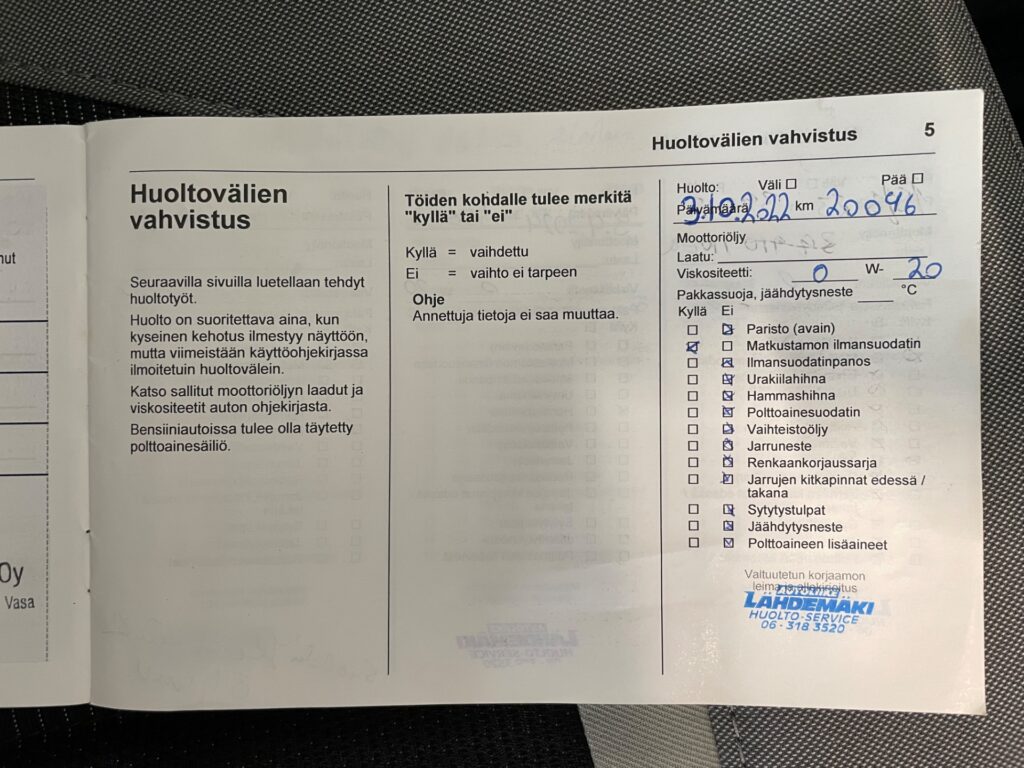 nut
Oy
Vasa
Huoltovälien vahvistus 5
Huoltovälien
vahvistus
Seuraavilla sivuilla luetellaan tehdyt
huoltotyöt.
Huolto on suoritettava aina, kun
kyseinen kehotus ilmestyy näyttöön,
mutta viimeistään käyttöohjekirjassa
ilmoitetuin huoltovälein.
Katso sallitut moottoriöljyn laadut ja
viskositeetit auton ohjekirjasta.
Bensiiniautoissa tulee olla täytetty
polttoainesäiliö.
Töiden kohdalle tulee merkitä
"kyllä" tai "ei"
Kyllä = vaihdettu
Ei = vaihto ei tarpeen
Ohje
Annettuja tietoja ei saa muuttaa.
Huolto: Väli ☐ Pää ☐
Päivämäärä 3.10.2022 km 20096
Moottoriöljy
Laatu:
Viskositeetti: 0 W- 20
Pakkassuoja, jäähdytysneste °C
Kyllä Ei
Paristo (avain)
Matkustamon ilmansuodatin
Ilmansuodatinpanos
Urakiilahihna
Hammashihna
Polttoainesuodatin
Vaihteistoöljy
Jarruneste
Renkaankorjaussarja
Jarrujen kitkapinnat edessä /
takana
Sytytystulpat
Jäähdytysneste
Polttoaineen lisäaineet
Valtuutetun korjaamon
leima ja allekirjoitus
LÄHDEMÄKI
HUOLTO-SERVICE
06-318 3520